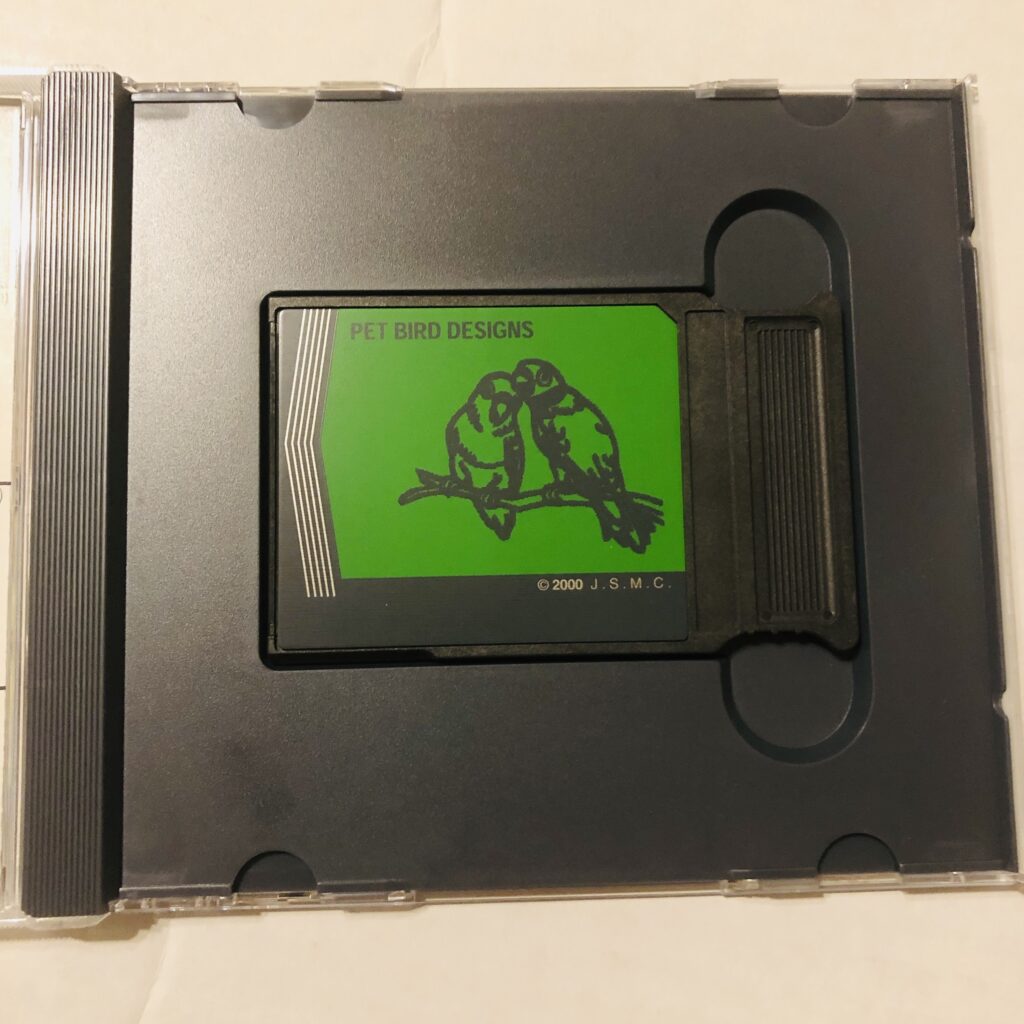 PET BIRD DESIGNS
© 2000 J.S.M.C.